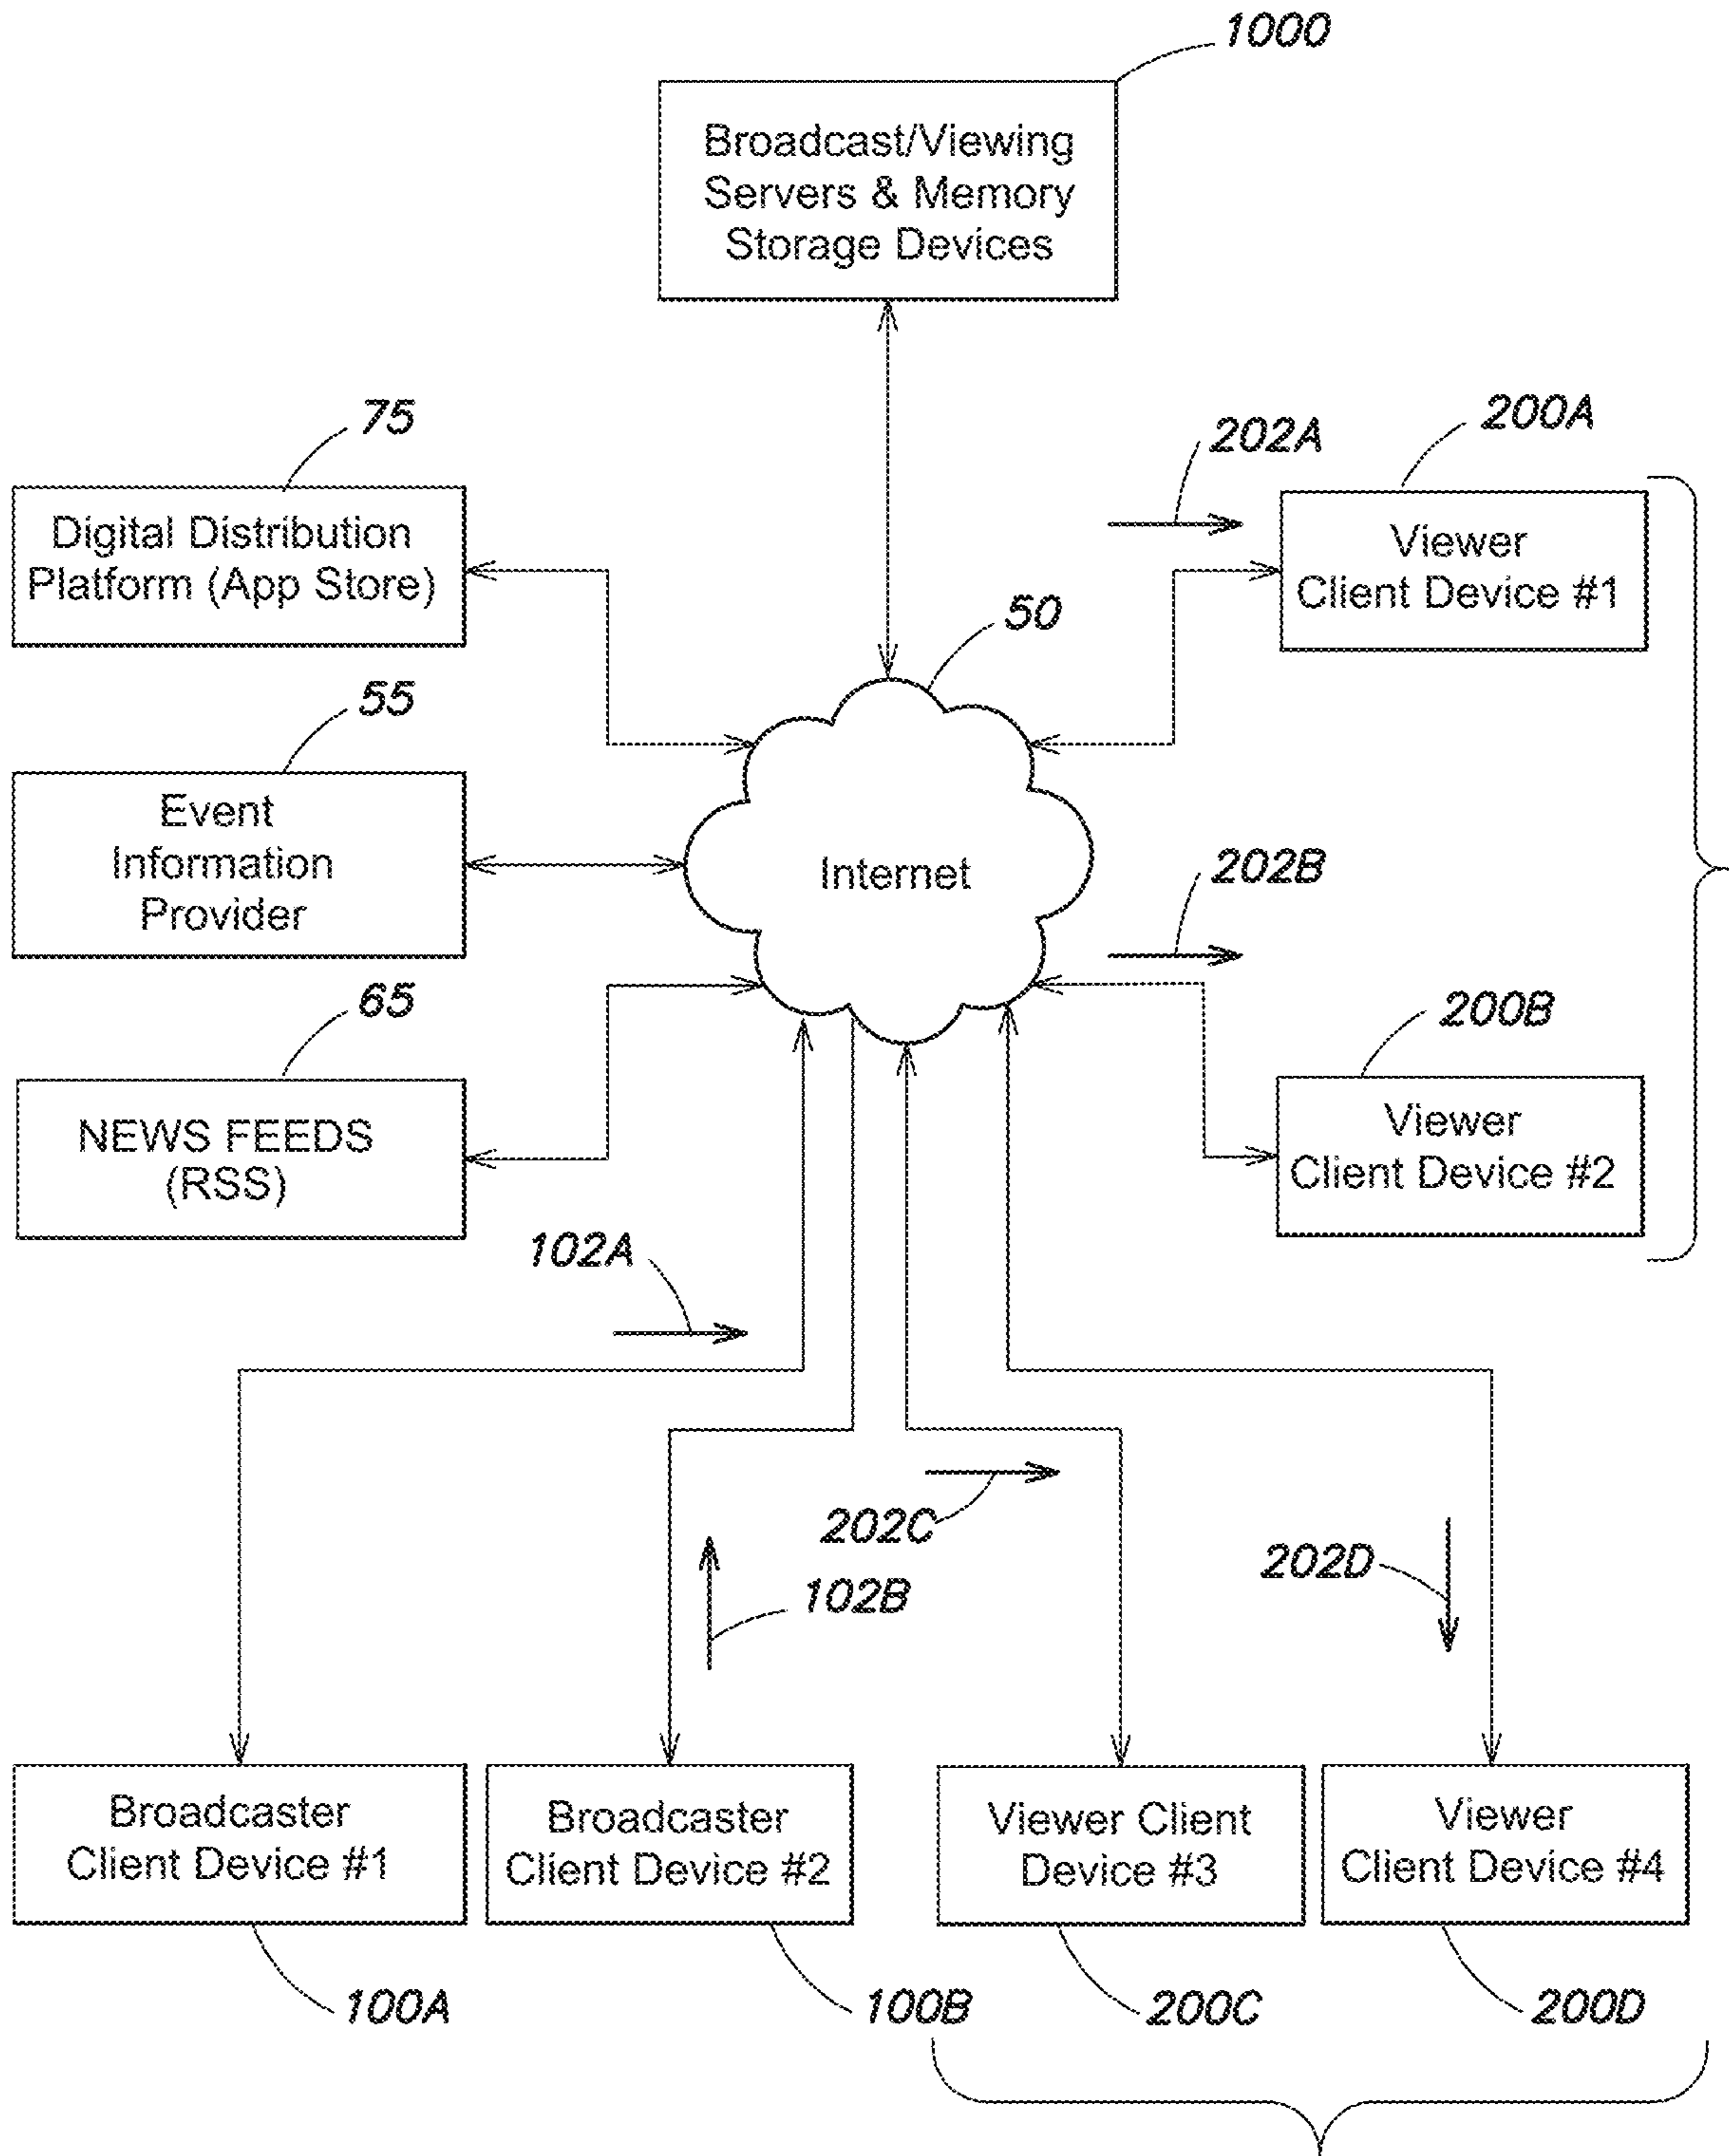 1000
Broadcast/Viewing
Servers & Memory
Storage Devices
75
Digital Distribution
Platform (App Store)
202A
200A
Viewer
Client Device #1
50
55
Event
Information
Provider
Internet
202B
65
NEWS FEEDS
(RSS)
200B
Viewer
Client Device #2
102A
202C
102B
202D
Broadcaster
Client Device #1
Broadcaster
Client Device #2
Viewer Client
Device #3
Viewer
Client Device #4
100A
100B
200C
200D